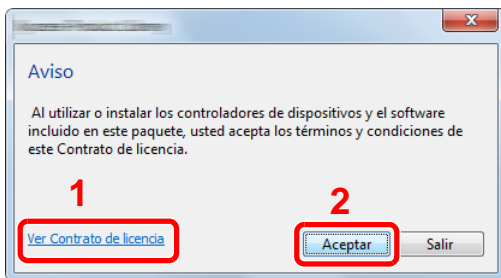 Aviso
Al utilizar o instalar los controladores de dispositivos y el software
incluido en este paquete, usted acepta los términos y condiciones de
este Contrato de licencia.
1
2
Ver Contrato de licencia
Aceptar
Salir